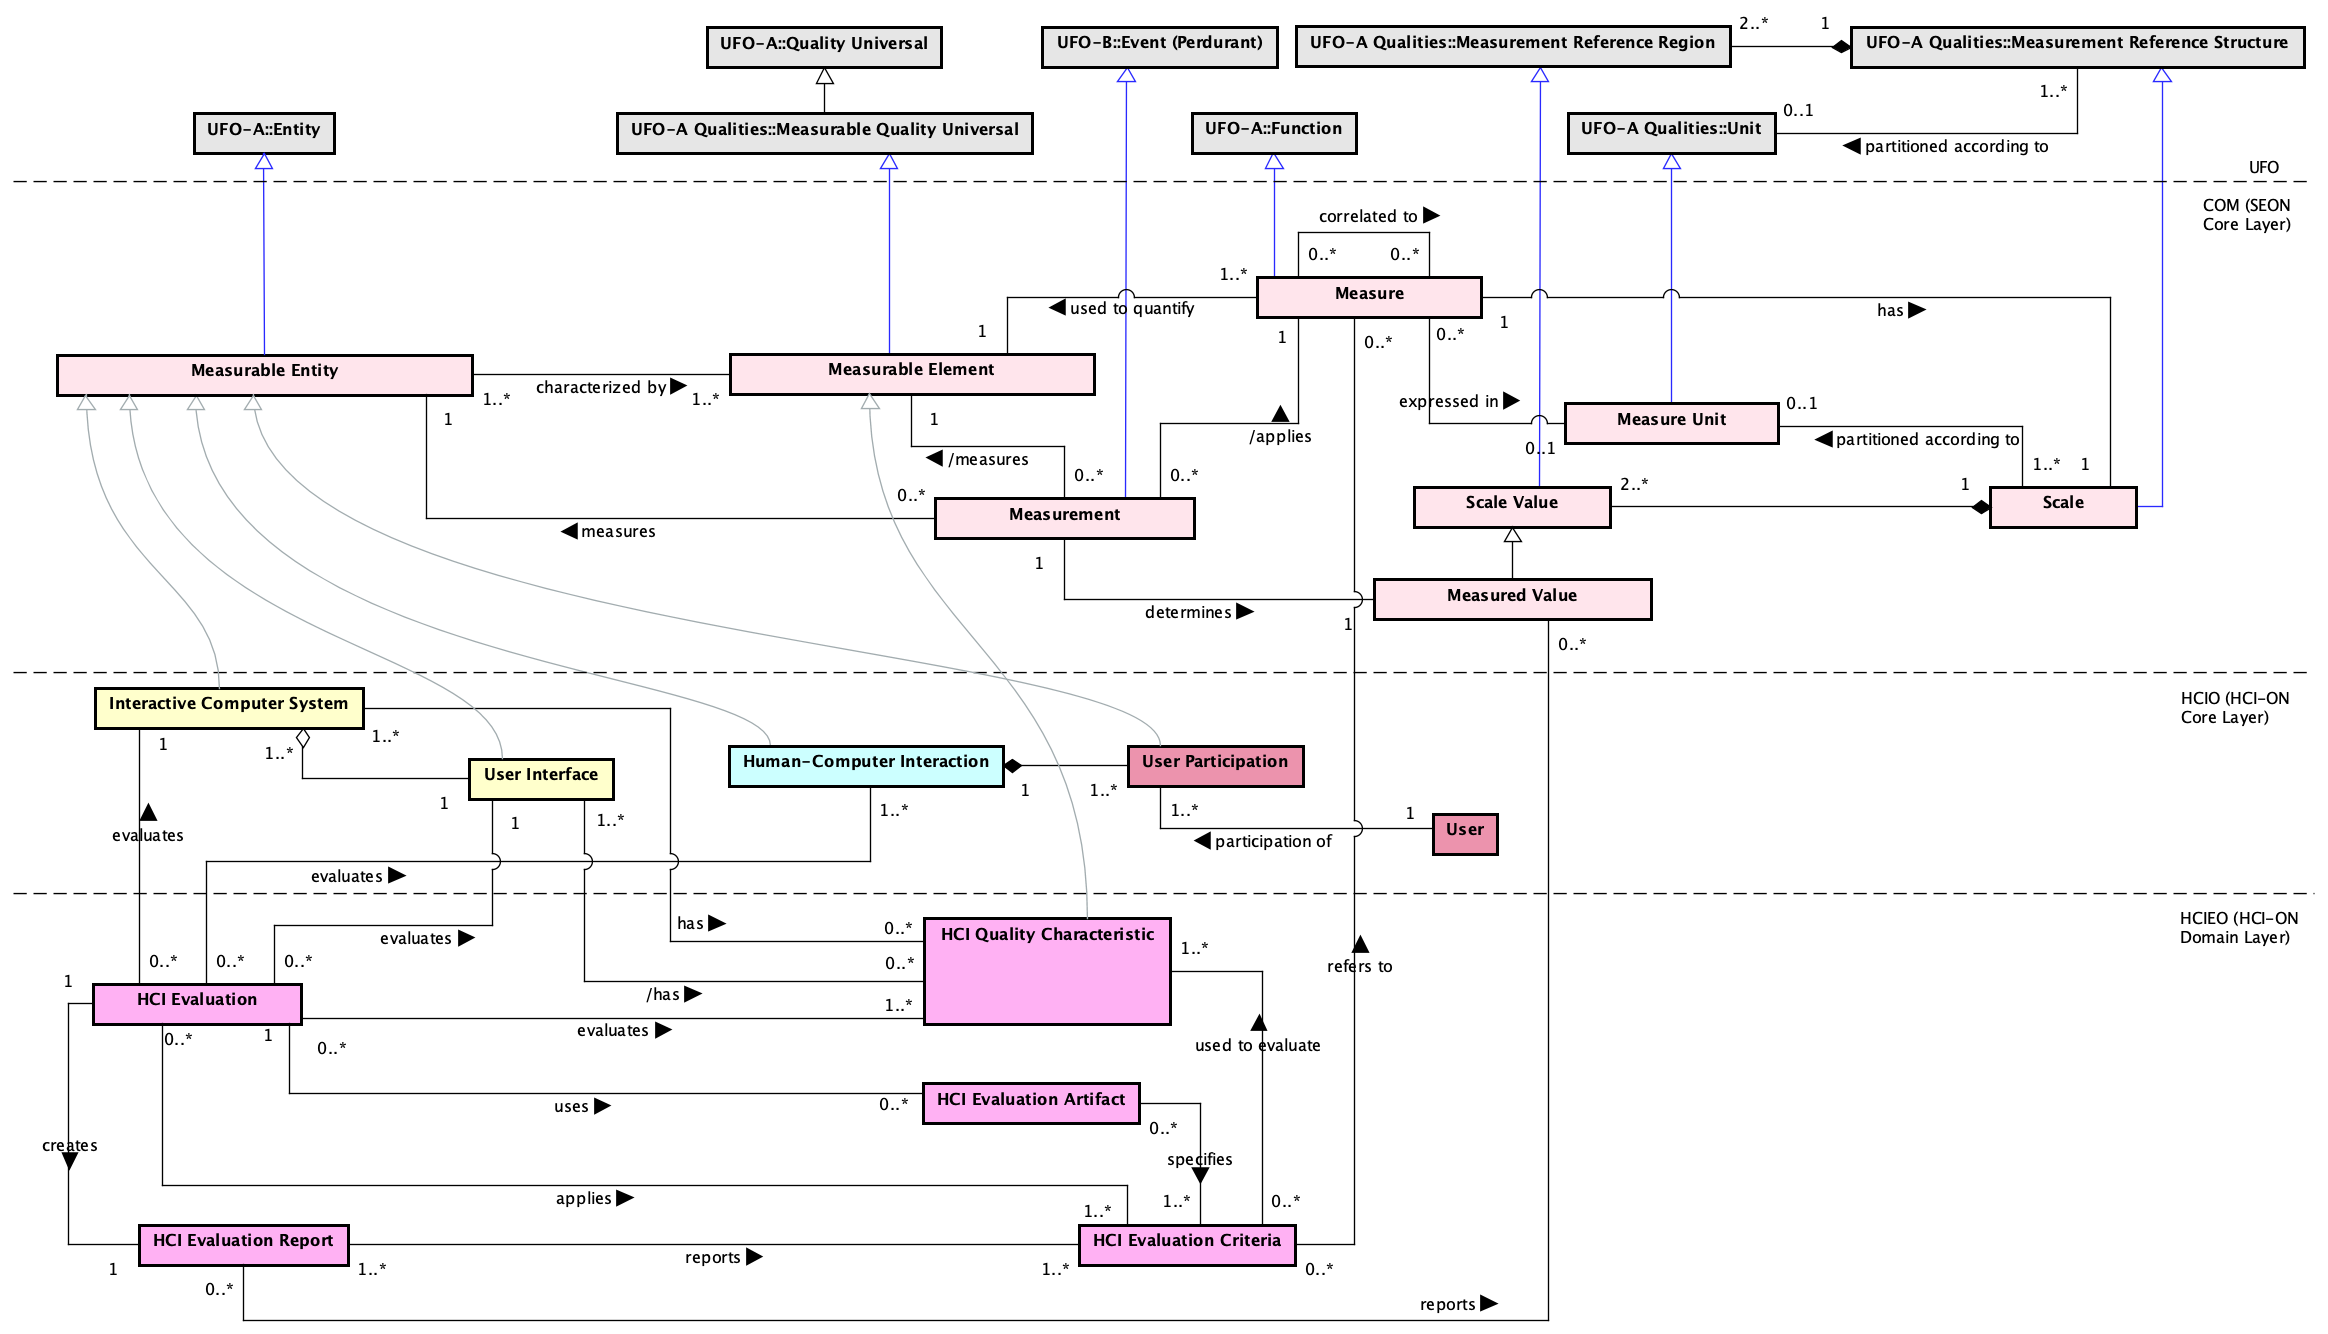 2..*
1
UFO-A::Quality Universal
UFO-B::Event (Perdurant)
UFO-A Qualities::Measurement Reference Region
UFO-A Qualities::Measurement Reference Structure
1..*
0..1
UFO-A::Entity
UFO-A Qualities::Measurable Quality Universal
UFO-A::Function
UFO-A Qualities::Unit
partitioned according to
UFO
COM (SEON
Core Layer)
correlated to
0..*
0..*
1..*
Measure
used to quantify
has
1
1
1
0..*
0..*
Measurable Entity
Measurable Element
characterized by
1..*
1..*
expressed in
0..1
Measure Unit
1
1
/applies
partitioned according to
0..1
/measures
1..*
1
0..*
0..*
0..*
2..*
1
Scale Value
Scale
Measurement
measures
1
Measured Value
determines
1
0..*
HCIO (HCI-ON
Core Layer)
Interactive Computer System
1
1..*
1..*
Human-Computer Interaction
User Participation
User Interface
1
1..*
1
1..*
1..*
1
1..*
1
User
evaluates
participation of
evaluates
HCIEO (HCI-ON
Domain Layer)
has
0..*
HCI Quality Characteristic
evaluates
1..*
0..*
0..*
0..*
0..*
refers to
1
/has
HCI Evaluation
1..*
evaluates
0..*
1
0..*
used to evaluate
HCI Evaluation Artifact
uses
0..*
0..*
creates
specifies
applies
1..*
1..*
0..*
HCI Evaluation Report
HCI Evaluation Criteria
reports
1
1..*
1..*
0..*
0..*
reports